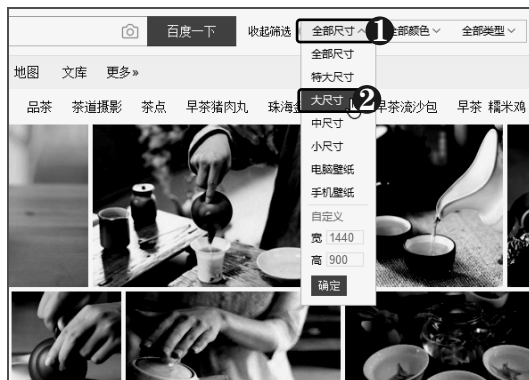 百度一下 收起筛选 全部尺寸 1 全部颜色 全部类型
全部尺寸
地图 文库 更多»
特大尺寸
品茶 茶道摄影 茶点 早茶猪肉丸 珠海 大尺寸 2 早茶流沙包 早茶 糯米鸡
中尺寸
小尺寸
电脑壁纸
手机壁纸
自定义
宽 1440
高 900
确定